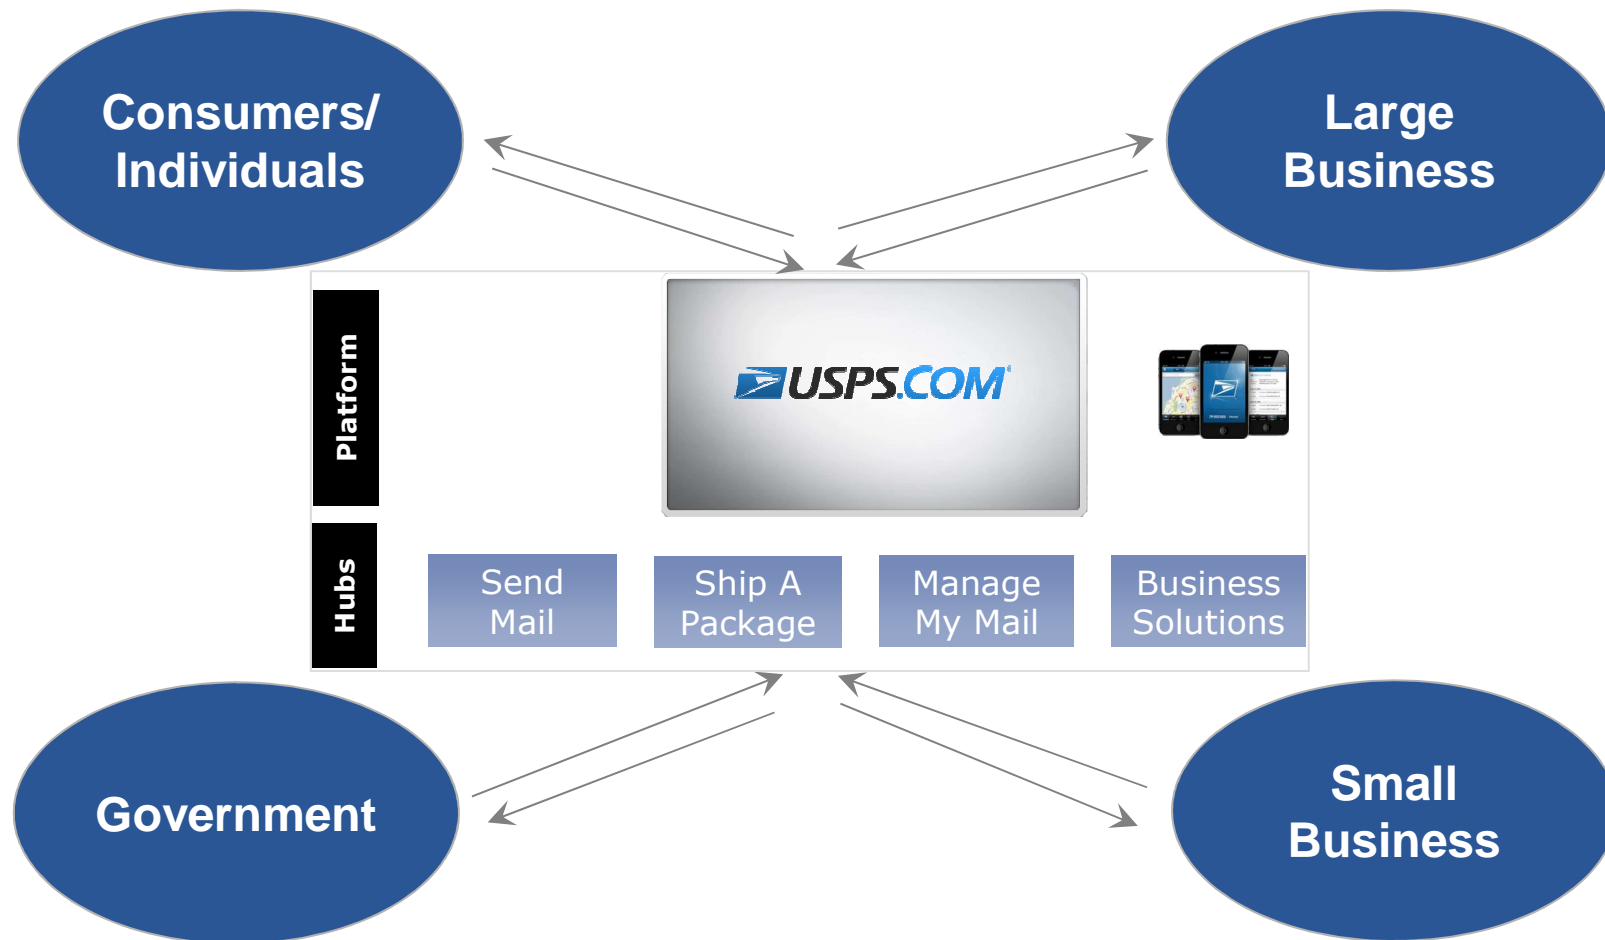 Consumers/
Individuals
Large
Business
Platform
USPS.COM
Hubs
Send
Mail
Ship A
Package
Manage
My Mail
Business
Solutions
Government
Small
Business